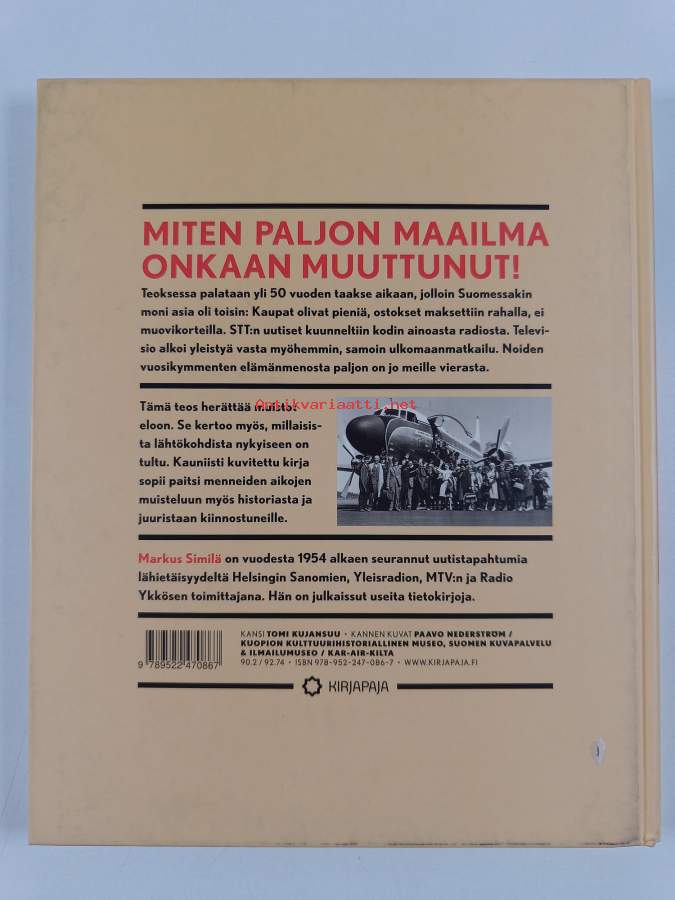 MITEN PALJON MAAILMA
ONKAAN MUUTTUNUT!
Teoksessa palataan yli 50 vuoden taakse aikaan, jolloin Suomessakin
moni asia oli toisin: Kaupat olivat pieniä, ostokset maksettiin rahalla, ei
muovikorteilla. STT:n uutiset kuunneltiin kodin ainoasta radiosta. Televi-
sio alkoi yleistyä vasta myöhemmin, samoin ulkomaanmatkailu. Noiden
vuosikymmenten elämänmenosta paljon on jo meille vierasta.
Antikvariaatti.net
Tämä teos herättää muistot
eloon. Se kertoo myös, millaisis-
ta lähtökohdista nykyiseen on
tultu. Kauniisti kuvitettu kirja
sopii paitsi menneiden aikojen
muisteluun myös historiasta ja
juuristaan kiinnostuneille.
Markus Similä on vuodesta 1954 alkaen seurannut uutistapahtumia
lähietäisyydeltä Helsingin Sanomien, Yleisradion, MTV:n ja Radio
Ykkösen toimittajana. Hän on julkaissut useita tietokirjoja.
KANSI TOMI KUJANSUU • KANNEN KUVAT PAAVO NEDERSTRÖM /
KUOPION KULTTUURIHISTORIALLINEN MUSEO, SUOMEN KUVAPALVELU
& ILMAILUMUSEO / KAR-AIR-KILTA
90.2 / 92.74 • ISBN 978-952-247-086-7 • WWW.KIRJAPAJA.FI
9 789522 470867
KIRJAPAJA